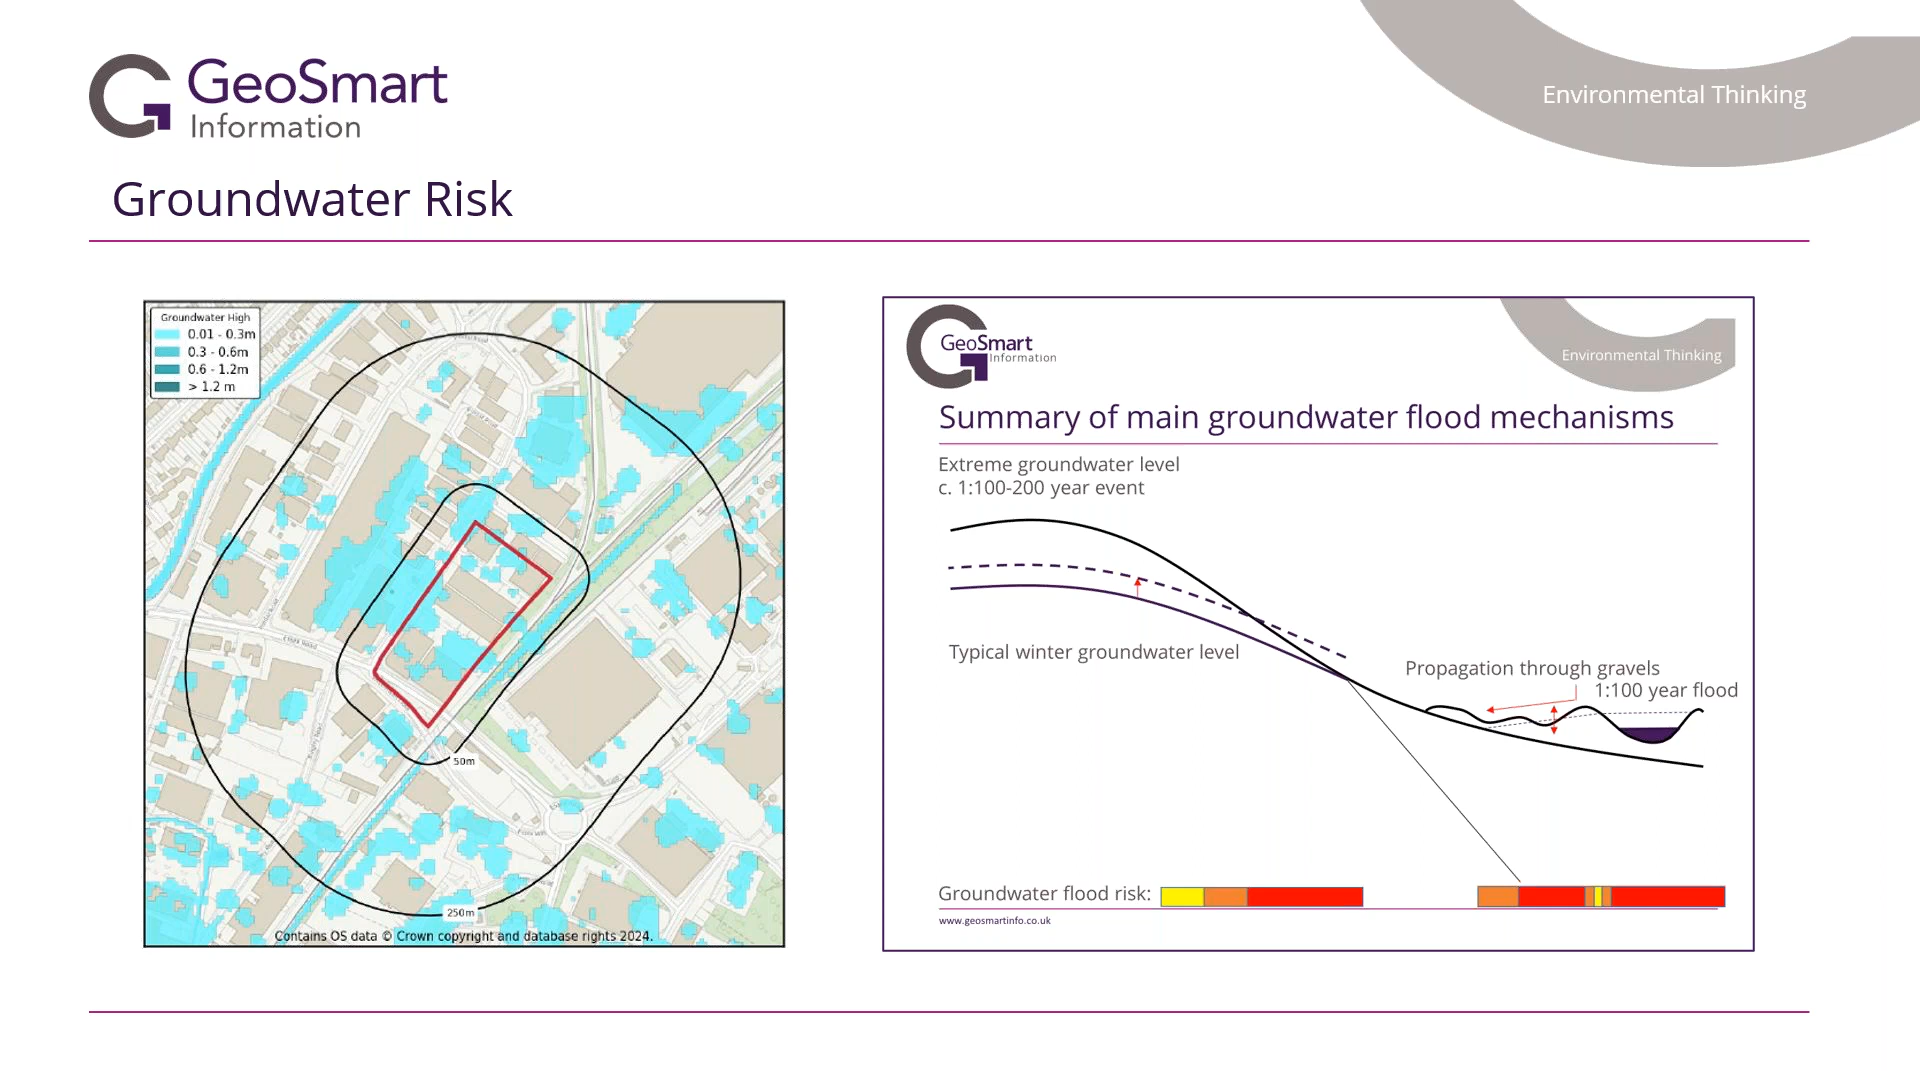 GeoSmart
Information
Environmental Thinking
Groundwater Risk
Groundwater High
0.01 - 0.3m
0.3 - 0.6m
0.6 - 1.2m
> 1.2 m
50m
250m
Contains OS data © Crown copyright and database rights 2024.
GeoSmart
Information
Environmental Thinking
Summary of main groundwater flood mechanisms
Extreme groundwater level
c. 1:100-200 year event
Typical winter groundwater level
Propagation through gravels
1:100 year flood
Groundwater flood risk:
www.geosmartinfo.co.uk